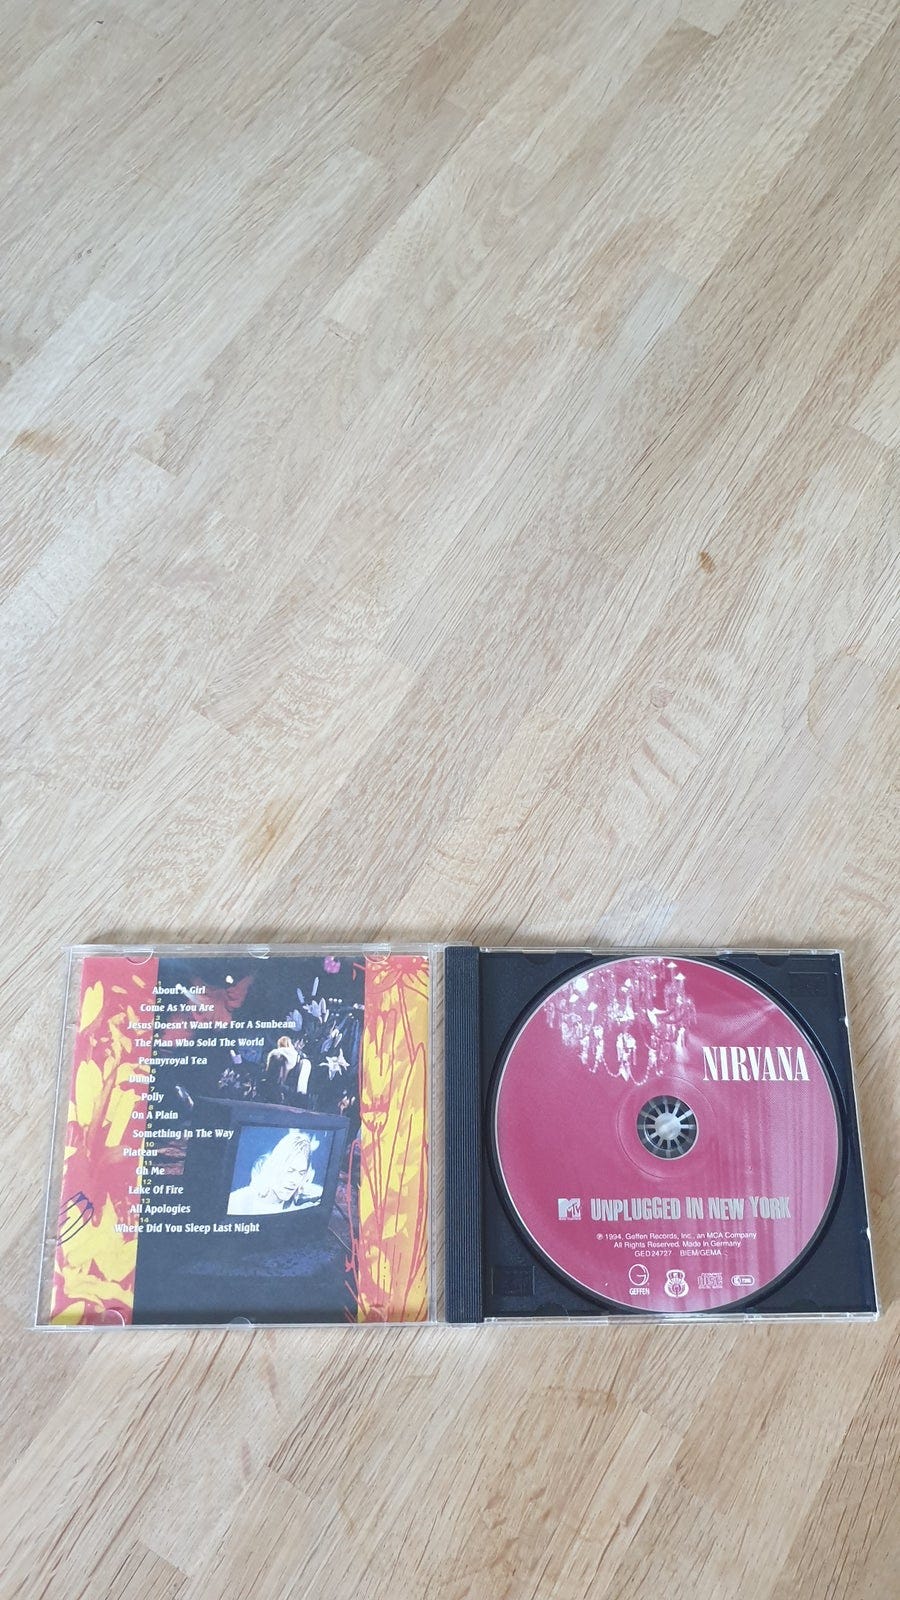 1
About A Girl
2
Come As You Are
3
Jesus Doesn't Want Me For A Sunbeam
4
The Man Who Sold The World
5
Pennyroyal Tea
6
Dumb
7
Polly
8
On A Plain
9
Something In The Way
10
Plateau
11
Oh Me
12
Lake Of Fire
13
All Apologies
14
Where Did You Sleep Last Night
NIRVANA
MTV UNPLUGGED IN NEW YORK
℗ 1994, Geffen Records, Inc., an MCA Company
All Rights Reserved. Made In Germany
GED 24727 BIEM/GEMA
GEFFEN